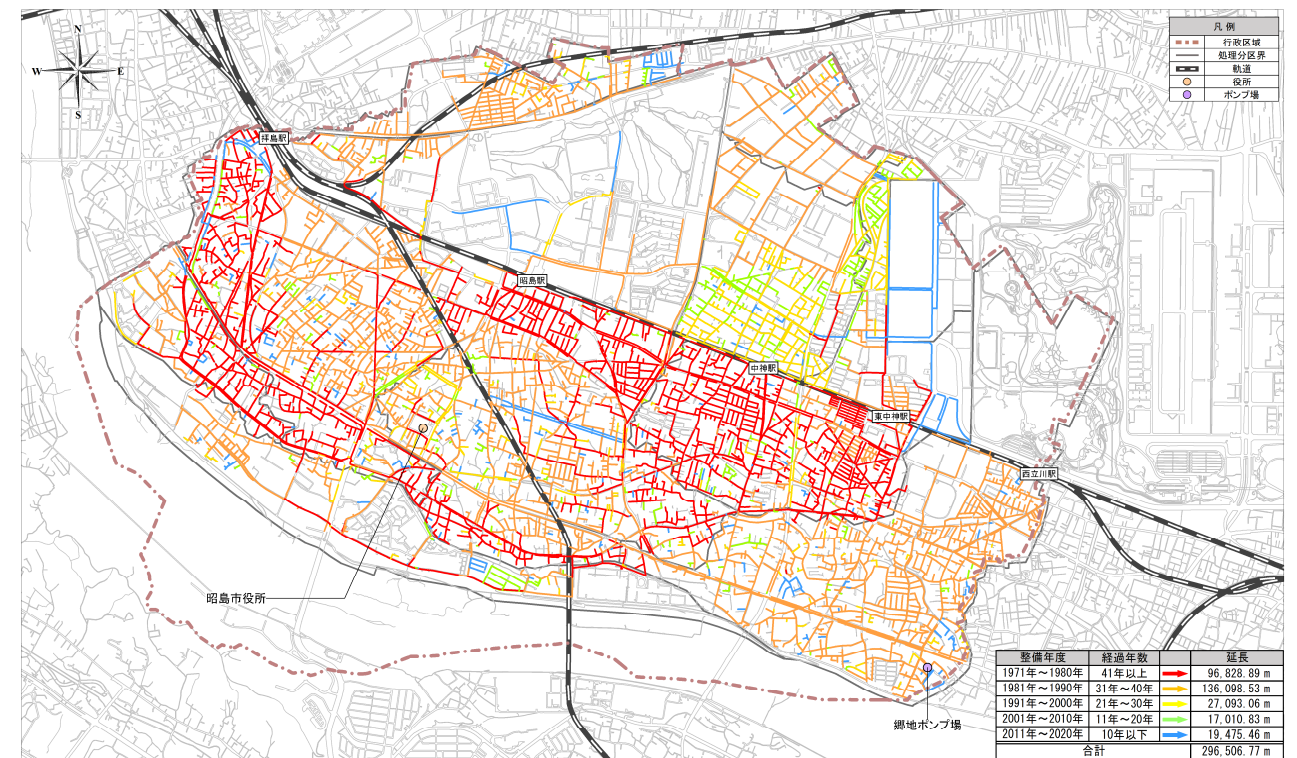 N
W
E
S
凡 例
行政区域
処理分区界
軌道
役所
ポンプ場
拝島駅
昭島駅
中神駅
東中神駅
西立川駅
昭島市役所
郷地ポンプ場
整備年度 経過年数 延長
1971年～1980年 41年以上 96,828.89 m
1981年～1990年 31年～40年 136,098.53 m
1991年～2000年 21年～30年 27,093.06 m
2001年～2010年 11年～20年 17,010.83 m
2011年～2020年 10年以下 19,475.46 m
合計 296,506.77 m